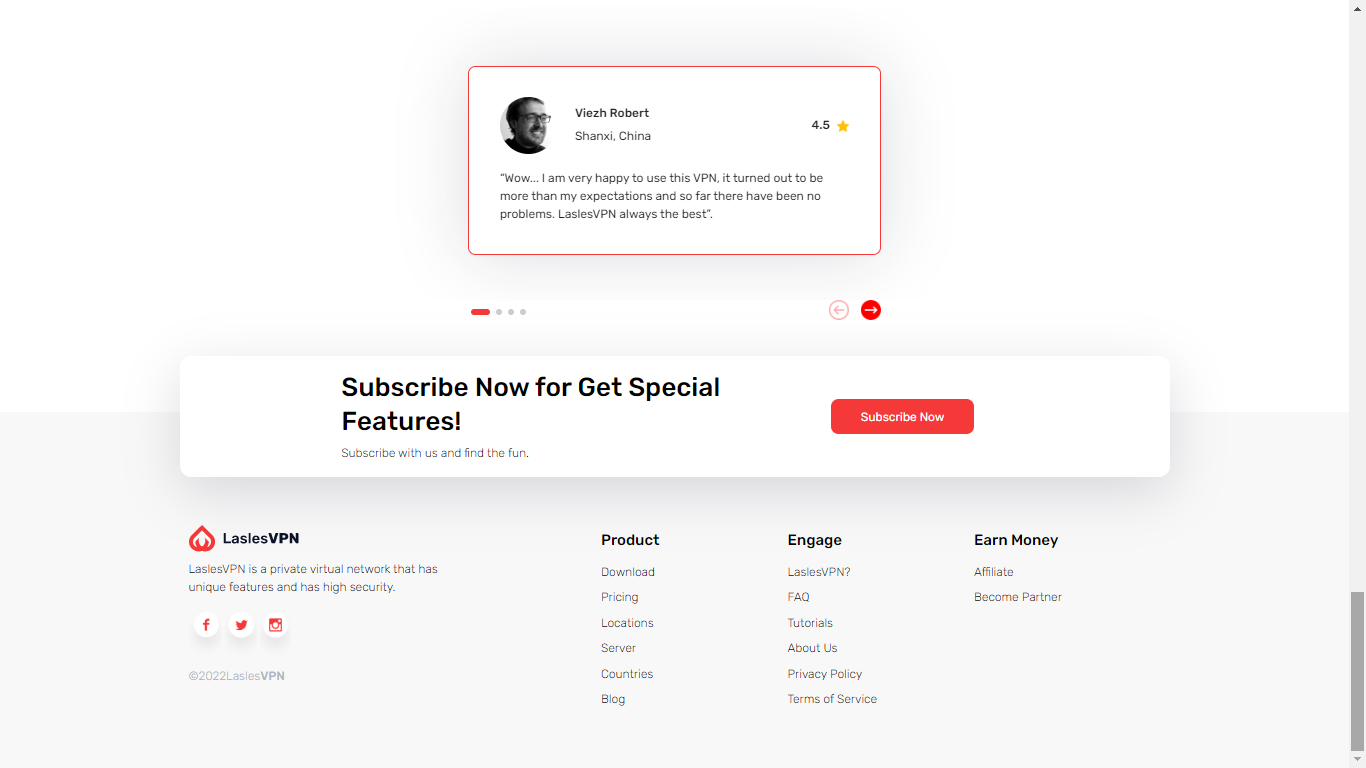 Viezh Robert
Shanxi, China
4.5
“Wow... I am very happy to use this VPN, it turned out to be
more than my expectations and so far there have been no
problems. LaslesVPN always the best”.
Subscribe Now for Get Special
Features!
Subscribe with us and find the fun.
Subscribe Now
LaslesVPN
LaslesVPN is a private virtual network that has
unique features and has high security.
©2022LaslesVPN
Product
Download
Pricing
Locations
Server
Countries
Blog
Engage
LaslesVPN?
FAQ
Tutorials
About Us
Privacy Policy
Terms of Service
Earn Money
Affiliate
Become Partner